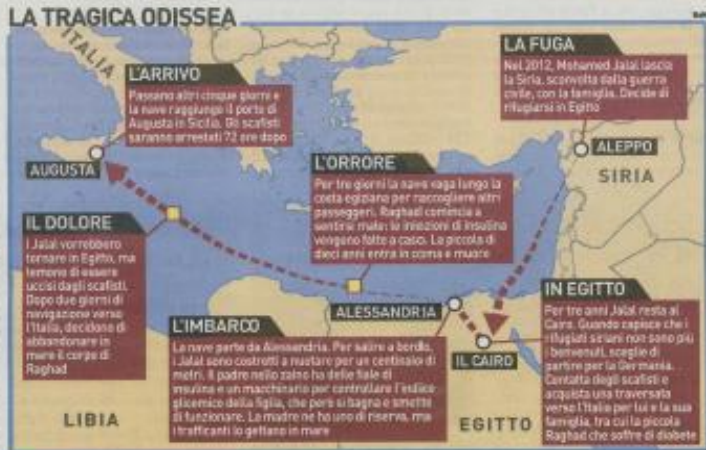 LA TRAGICA ODISSEA
ITALIA
L'ARRIVO
Passano altri cinque giorni e
la nave raggiunge il porto di
Augusta in Sicilia. Gli scafisti
saranno arrestati 72 ore dopo
AUGUSTA
LA FUGA
Nel 2012, Mohamed Jalal lascia
la Siria, sconvolta dalla guerra
civile, con la famiglia. Decide di
rifugiarsi in Egitto
ALEPPO
SIRIA
L'ORRORE
Per tre giorni la nave vaga lungo la
costa egiziana per raccogliere altri
passeggeri. Raghad comincia a
sentirsi male: le iniezioni di insulina
vengono fatte a caso. La piccola di
dieci anni entra in coma e muore
IL DOLORE
I Jalal vorrebbero
tornare in Egitto, ma
temono di essere
uccisi dagli scafisti.
Dopo due giorni di
navigazione verso
l'Italia, decidono di
abbandonare in
mare il corpo di
Raghad
L'IMBARCO
La nave parte da Alessandria. Per salire a bordo,
i Jalal sono costretti a nuotare per un centinaio di
metri. Il padre nello zaino ha delle fiale di
insulina e un macchinario per controllare l'indice
glicemico della figlia, che però si bagna e smette
di funzionare. La madre ne ha uno di riserva, ma
i trafficanti lo gettano in mare
ALESSANDRIA
IL CAIRO
IN EGITTO
Per tre anni Jalal resta al
Cairo. Quando capisce che i
rifugiati siriani non sono più
benvenuti, sceglie di
partire per la Germania.
Contatta degli scafisti e
acquista una traversata
verso l'Italia per lui e la sua
famiglia, tra cui la piccola
Raghad che soffre di diabete
LIBIA
EGITTO